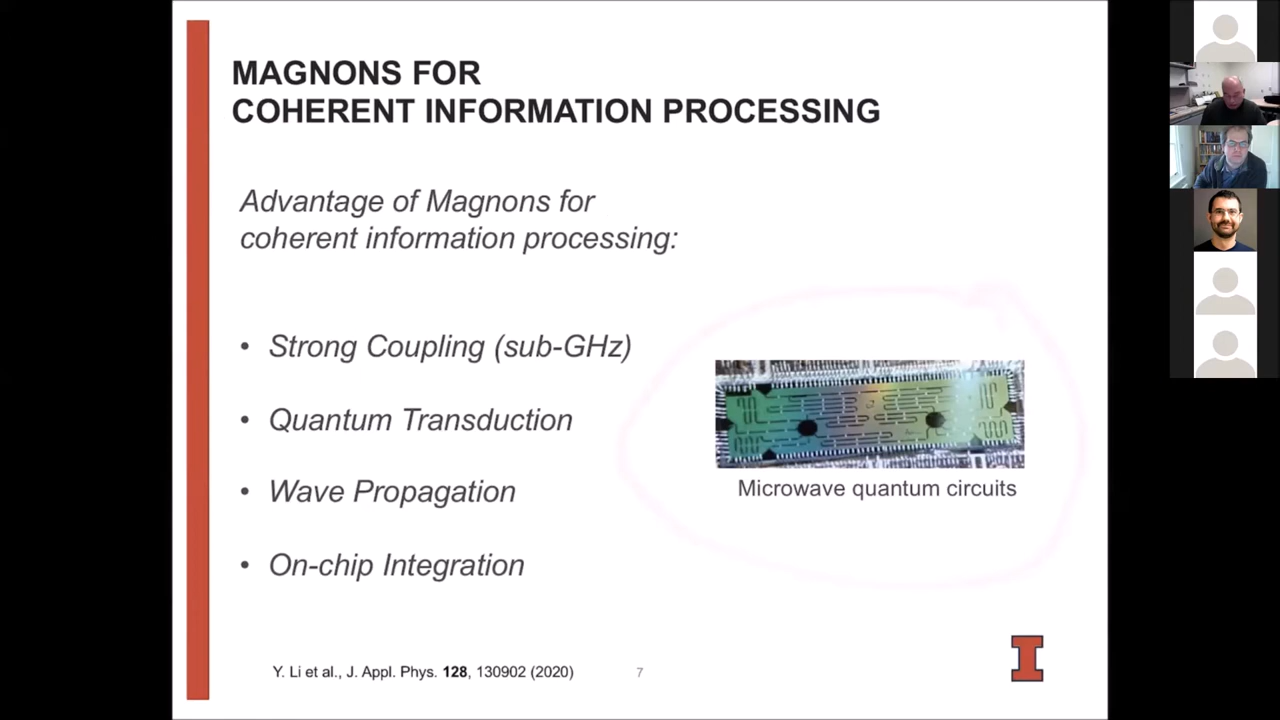 MAGNONS FOR
COHERENT INFORMATION PROCESSING
Advantage of Magnons for
coherent information processing:
• Strong Coupling (sub-GHz)
• Quantum Transduction
• Wave Propagation
• On-chip Integration
Microwave quantum circuits
Y. Li et al., J. Appl. Phys. 128, 130902 (2020)
7
I